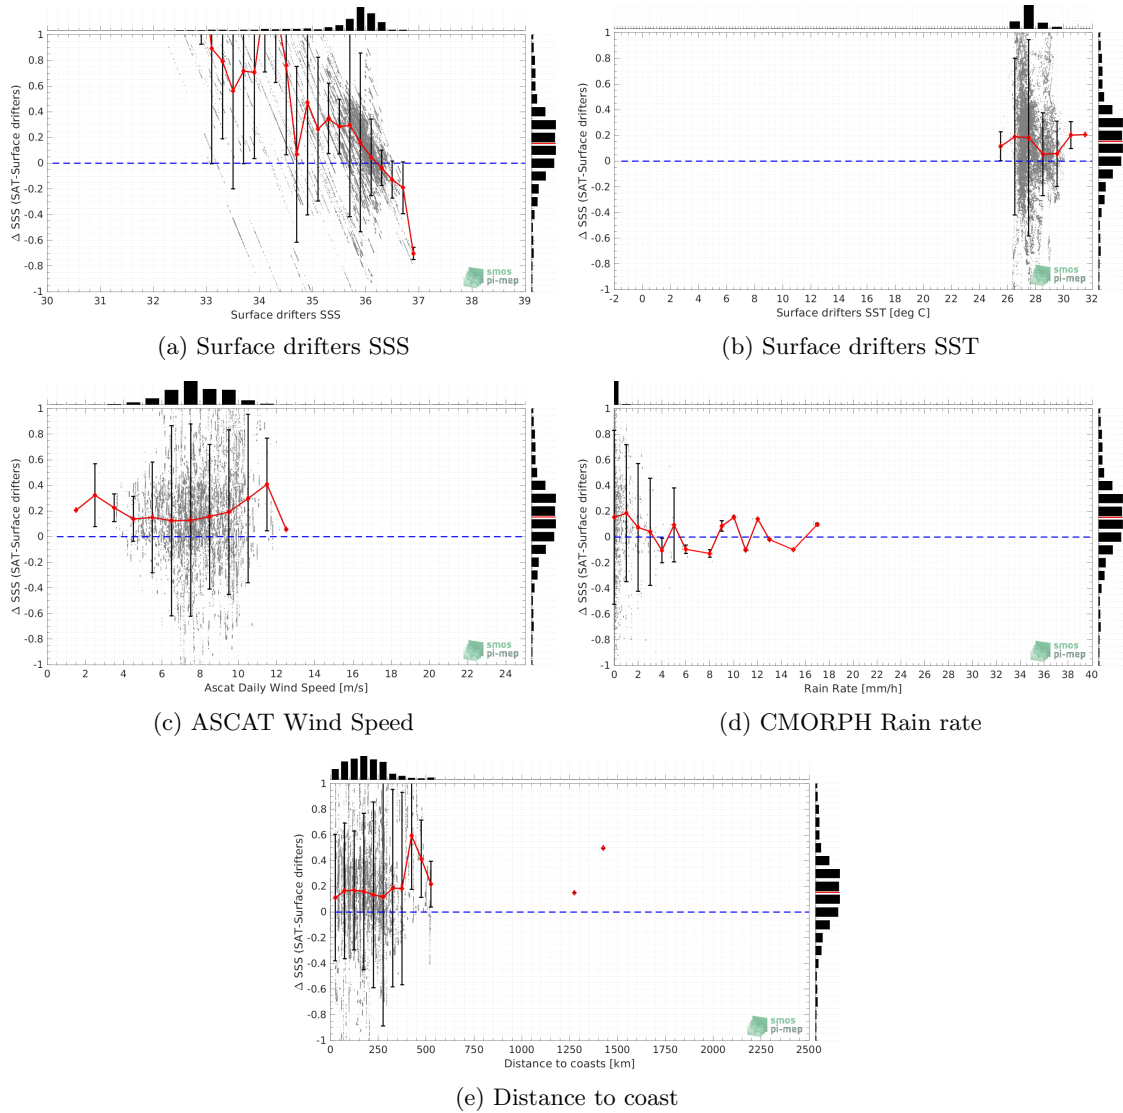 Δ SSS (SAT-Surface drifters)
1
0.8
0.6
0.4
0.2
0
-0.2
-0.4
-0.6
-0.8
-1
30 31 32 33 34 35 36 37 38 39
Surface drifters SSS
smos
pi-mep
(a) Surface drifters SSS
Δ SSS (SAT-Surface drifters)
1
0.8
0.6
0.4
0.2
0
-0.2
-0.4
-0.6
-0.8
-1
-2 0 2 4 6 8 10 12 14 16 18 20 22 24 26 28 30 32
Surface drifters SST [deg C]
smos
pi-mep
(b) Surface drifters SST
Δ SSS (SAT-Surface drifters)
1
0.8
0.6
0.4
0.2
0
-0.2
-0.4
-0.6
-0.8
-1
0 2 4 6 8 10 12 14 16 18 20 22 24
Ascat Daily Wind Speed [m/s]
smos
pi-mep
(c) ASCAT Wind Speed
Δ SSS (SAT-Surface drifters)
1
0.8
0.6
0.4
0.2
0
-0.2
-0.4
-0.6
-0.8
-1
0 2 4 6 8 10 12 14 16 18 20 22 24 26 28 30 32 34 36 38 40
Rain Rate [mm/h]
smos
pi-mep
(d) CMORPH Rain rate
Δ SSS (SAT-Surface drifters)
1
0.8
0.6
0.4
0.2
0
-0.2
-0.4
-0.6
-0.8
-1
0 250 500 750 1000 1250 1500 1750 2000 2250 2500
Distance to coasts [km]
smos
pi-mep
(e) Distance to coast